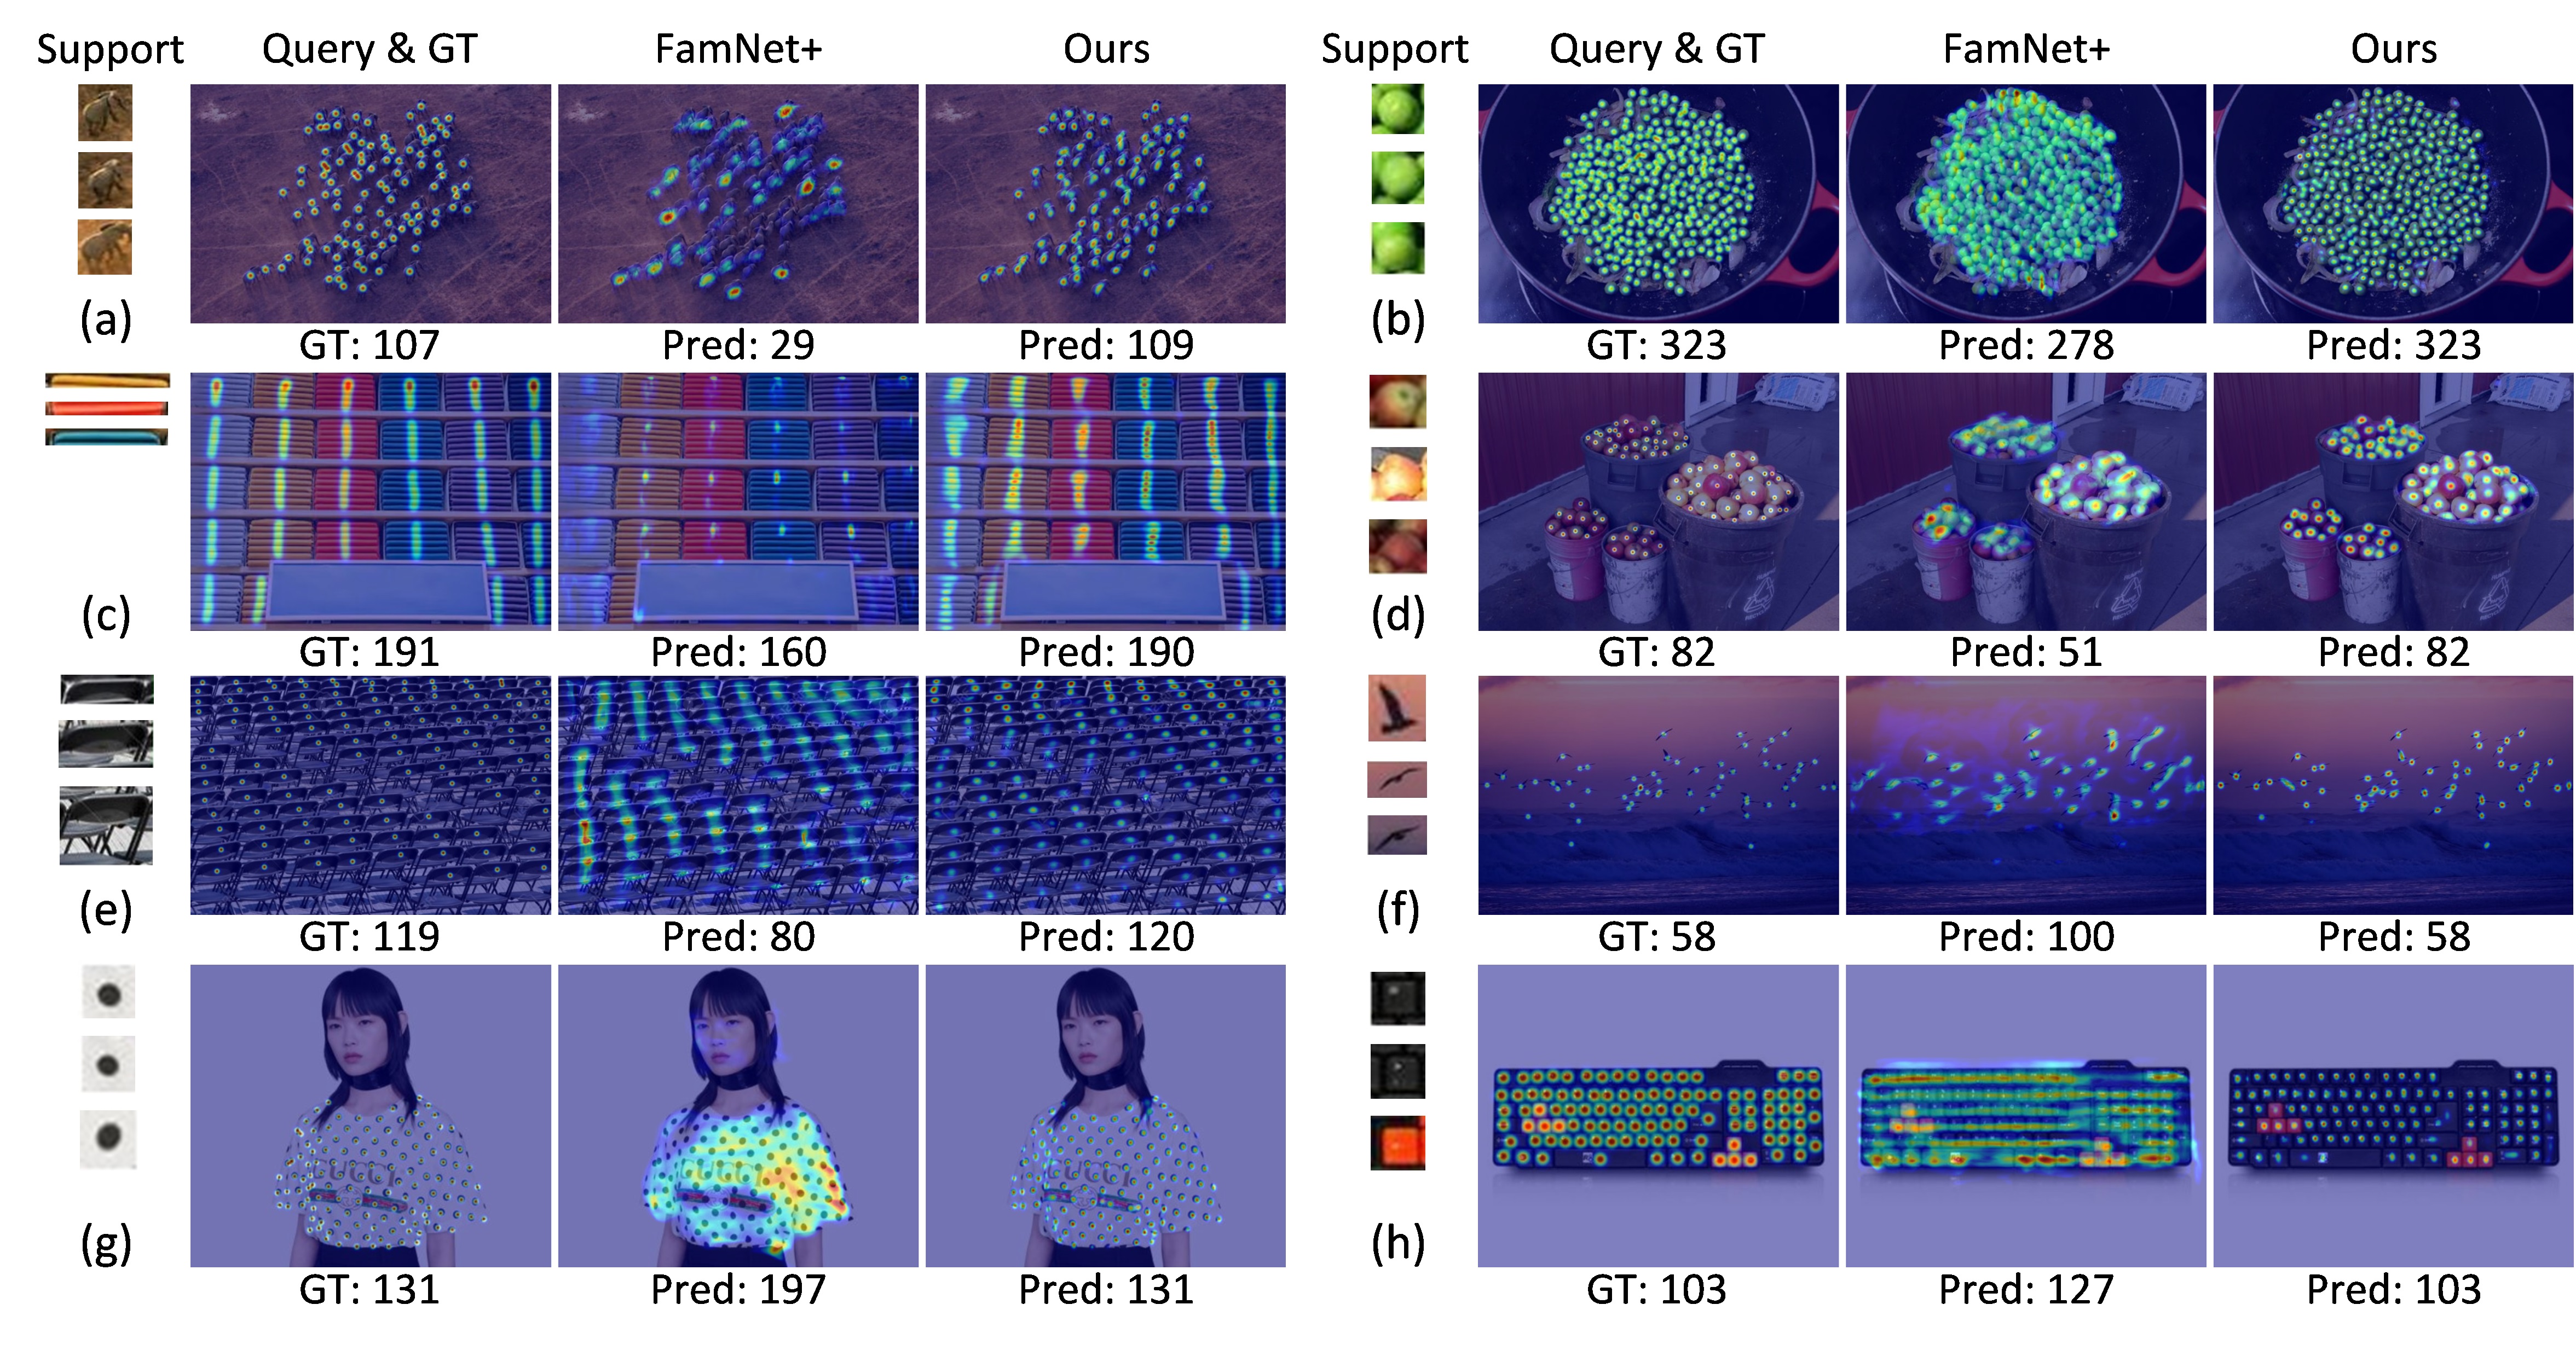 Support Query & GT FamNet+ Ours Support Query & GT FamNet+ Ours
(a) (b)
GT: 107 Pred: 29 Pred: 109 GT: 323 Pred: 278 Pred: 323
(c) (d)
GT: 191 Pred: 160 Pred: 190 GT: 82 Pred: 51 Pred: 82
(e) (f)
GT: 119 Pred: 80 Pred: 120 GT: 58 Pred: 100 Pred: 58
GUCCI GUCCI GUCCI
(g) (h)
GT: 131 Pred: 197 Pred: 131 GT: 103 Pred: 127 Pred: 103